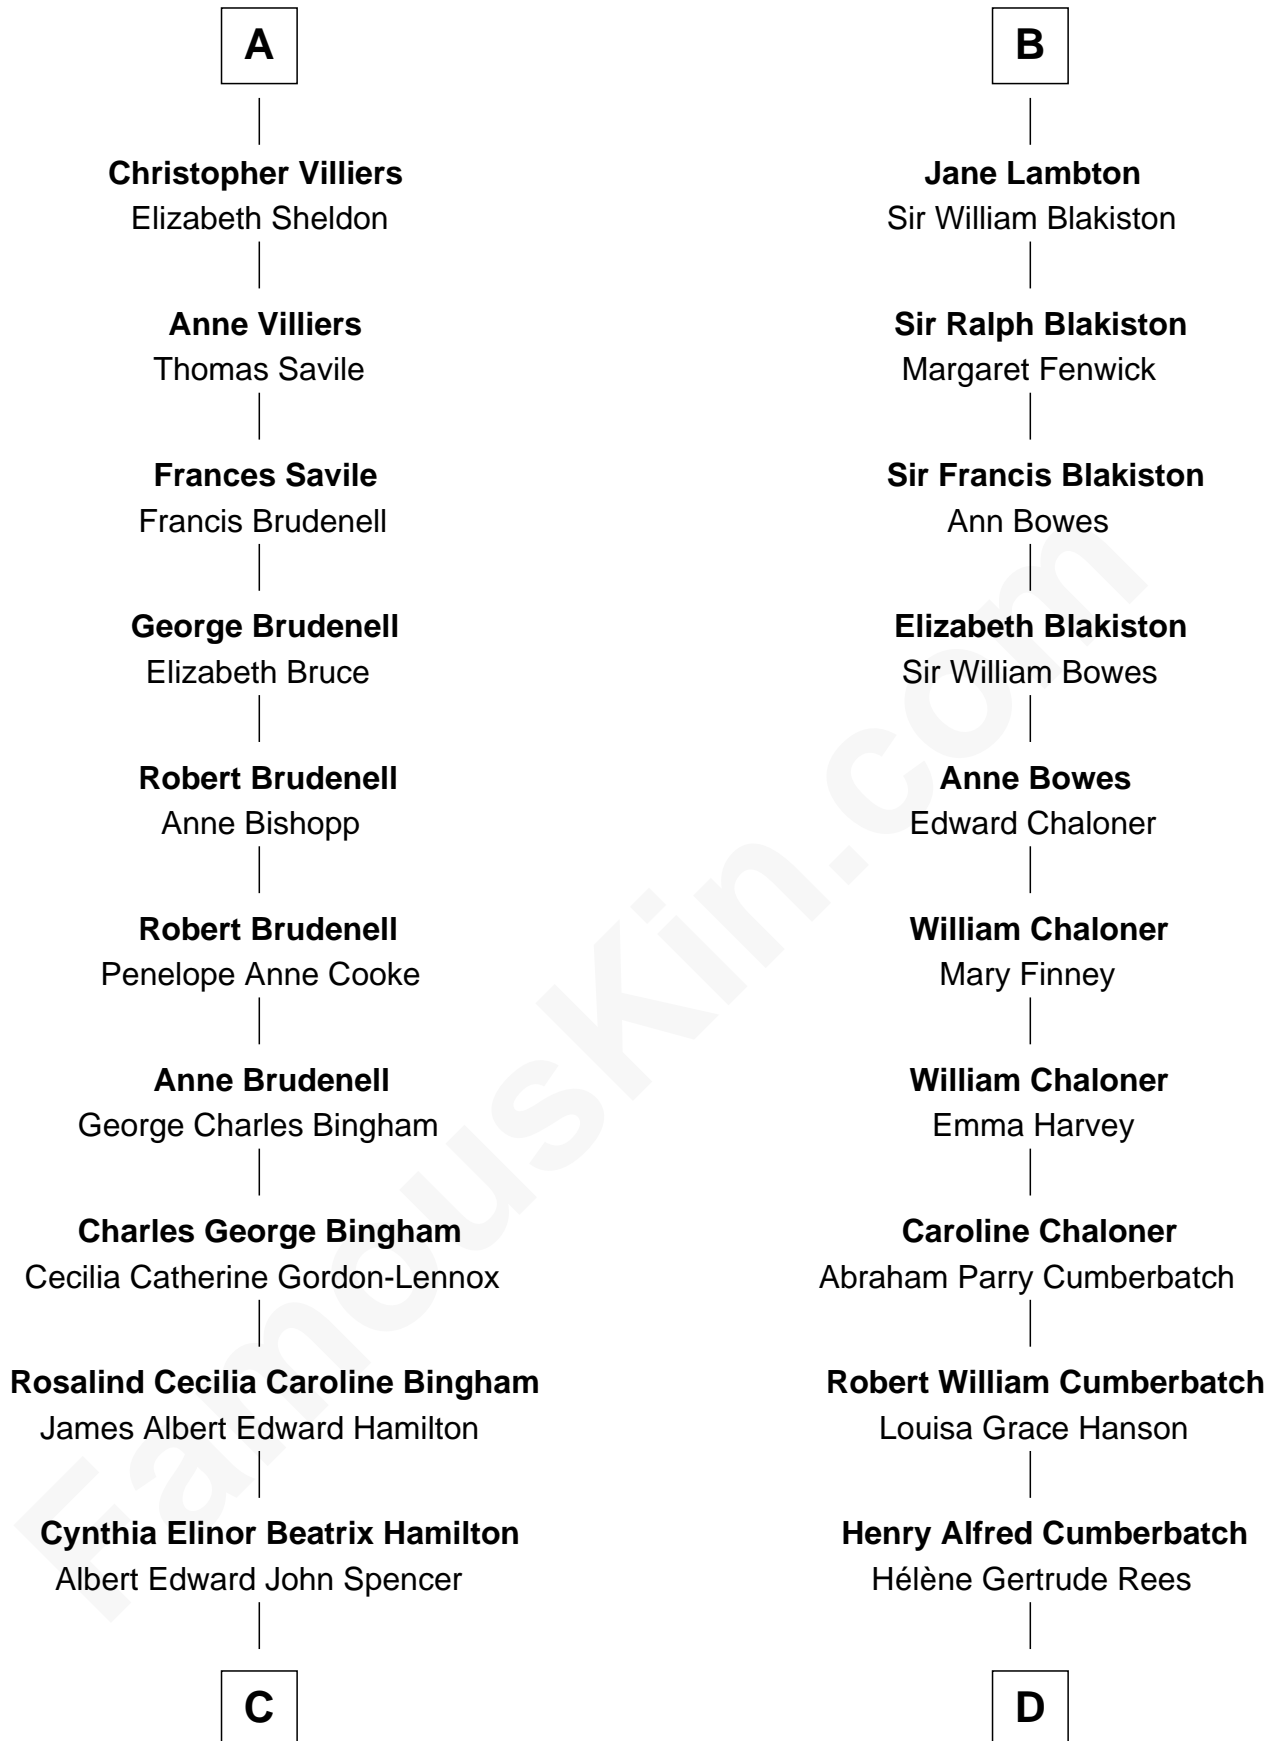 A
Christopher Villiers
Elizabeth Sheldon
Anne Villiers
Thomas Savile
Frances Savile
Francis Brudenell
George Brudenell
Elizabeth Bruce
Robert Brudenell
Anne Bishopp
Robert Brudenell
Penelope Anne Cooke
Anne Brudenell
George Charles Bingham
Charles George Bingham
Cecilia Catherine Gordon-Lennox
Rosalind Cecilia Caroline Bingham
James Albert Edward Hamilton
Cynthia Elinor Beatrix Hamilton
Albert Edward John Spencer
C
B
Jane Lambton
Sir William Blakiston
Sir Ralph Blakiston
Margaret Fenwick
Sir Francis Blakiston
Ann Bowes
Elizabeth Blakiston
Sir William Bowes
Anne Bowes
Edward Chaloner
William Chaloner
Mary Finney
William Chaloner
Emma Harvey
Caroline Chaloner
Abraham Parry Cumberbatch
Robert William Cumberbatch
Louisa Grace Hanson
Henry Alfred Cumberbatch
Hélène Gertrude Rees
D
FamousKin.com